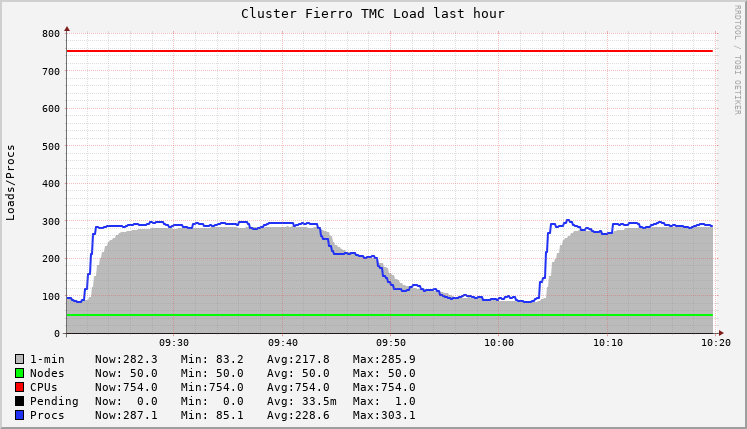 Cluster Fierro TMC Load last hour
RRDTOOL / TOBI OETIKER
Loads/Procs
800
700
600
500
400
300
200
100
0
09:30 09:40 09:50 10:00 10:10 10:20
1-min Now:282.3 Min: 83.2 Avg:217.8 Max:285.9
Nodes Now: 50.0 Min: 50.0 Avg: 50.0 Max: 50.0
CPUs Now:754.0 Min:754.0 Avg:754.0 Max:754.0
Pending Now: 0.0 Min: 0.0 Avg: 33.5m Max: 1.0
Procs Now:287.1 Min: 85.1 Avg:228.6 Max:303.1